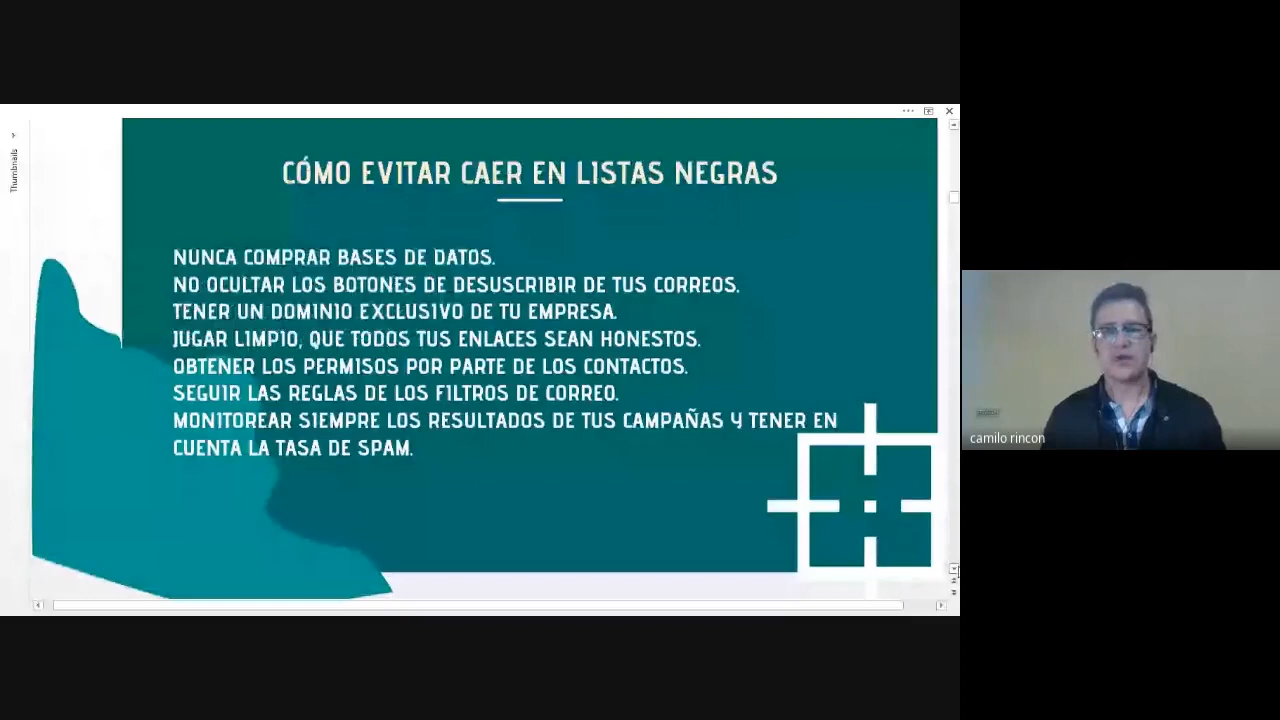 Thumbnails
CÓMO EVITAR CAER EN LISTAS NEGRAS
NUNCA COMPRAR BASES DE DATOS.
NO OCULTAR LOS BOTONES DE DESUSCRIBIR DE TUS CORREOS.
TENER UN DOMINIO EXCLUSIVO DE TU EMPRESA.
JUGAR LIMPIO, QUE TODOS TUS ENLACES SEAN HONESTOS.
OBTENER LOS PERMISOS POR PARTE DE LOS CONTACTOS.
SEGUIR LAS REGLAS DE LOS FILTROS DE CORREO.
MONITOREAR SIEMPRE LOS RESULTADOS DE TUS CAMPAÑAS Y TENER EN
CUENTA LA TASA DE SPAM.
camilo rincon